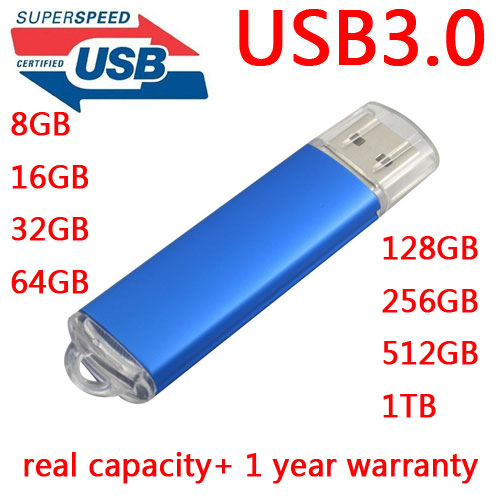 SUPERSPEED
CERTIFIED USB
USB3.0
8GB
16GB
32GB
64GB
128GB
256GB
512GB
1TB
real capacity+ 1 year warranty